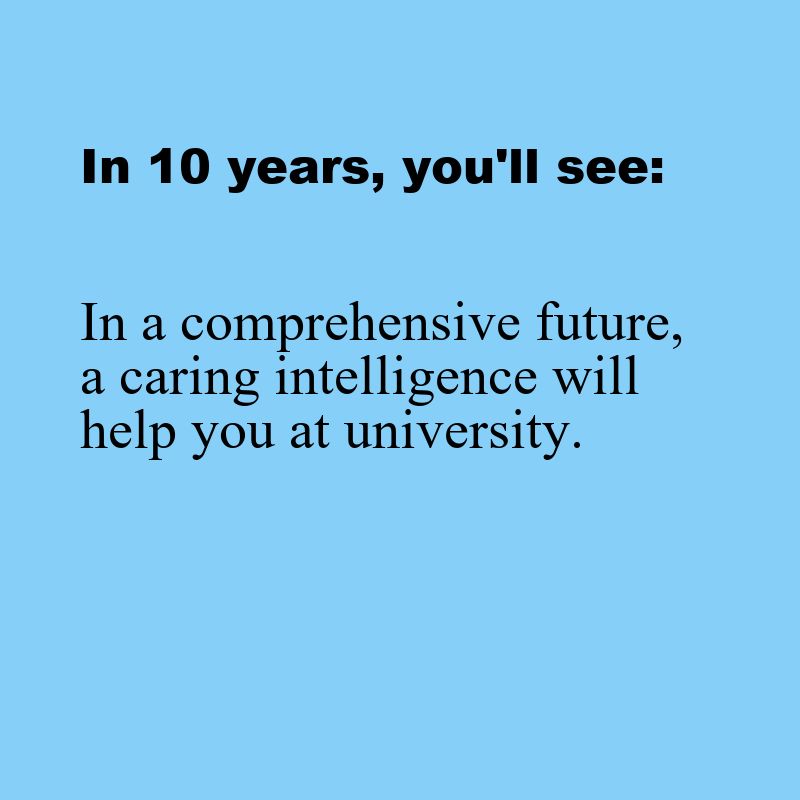 In 10 years, you'll see:
In a comprehensive future,
a caring intelligence will
help you at university.